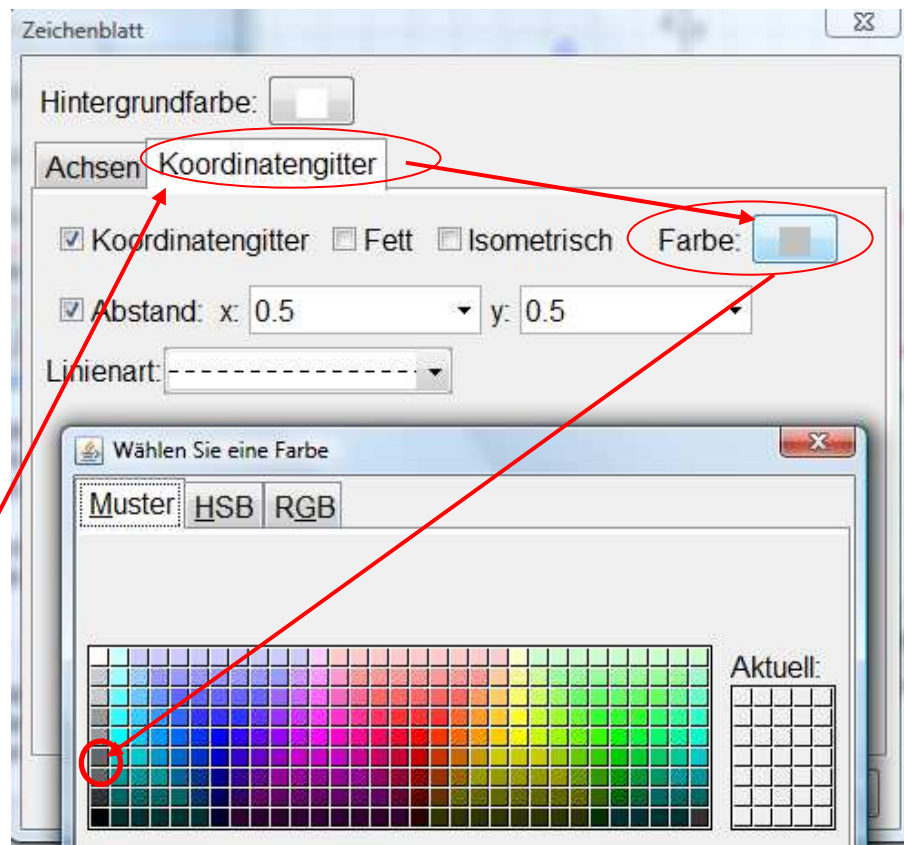 Zeichenblatt
Hintergrundfarbe:
Achsen Koordinatengitter
Koordinatengitter Fett Isometrisch Farbe:
Abstand: x: 0.5 y: 0.5
Linienart:
Wählen Sie eine Farbe
Muster HSB RGB
Aktuell: